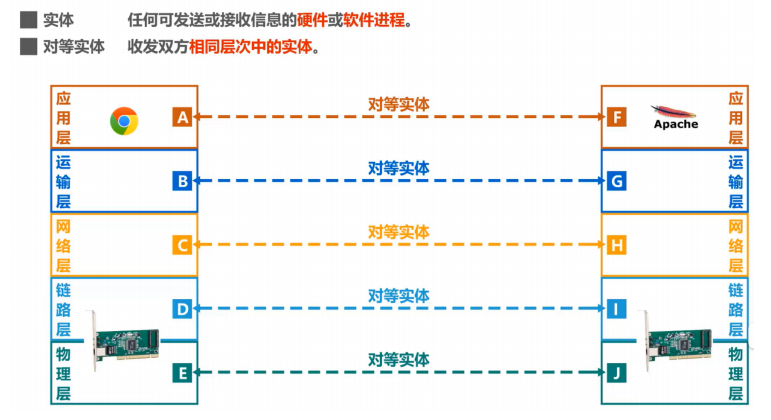 实体 任何可发送或接收信息的硬件或软件进程。
对等实体 收发双方相同层次中的实体。
应用层 A 对等实体 F Apache 应用层
运输层 B 对等实体 G 运输层
网络层 C 对等实体 H 网络层
链路层 D 对等实体 I 链路层
物理层 E 对等实体 J 物理层